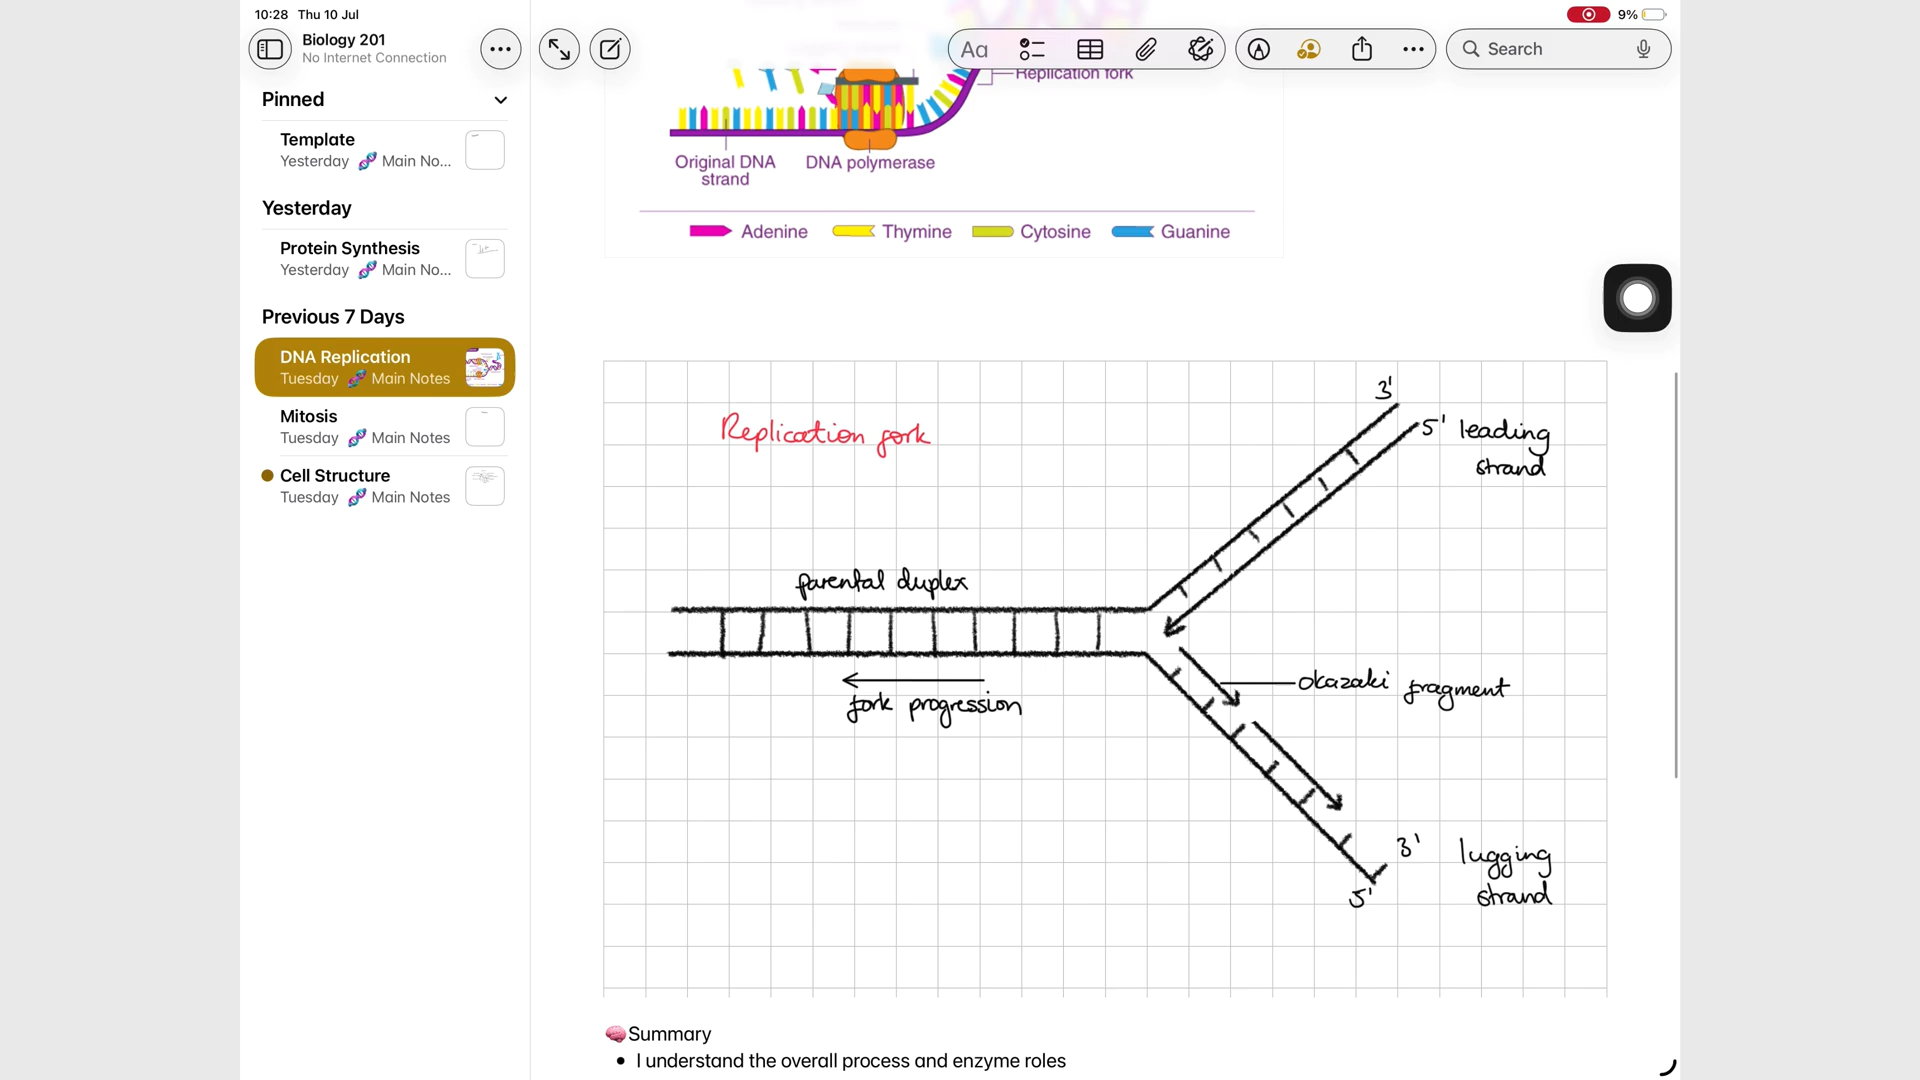 10:28 Thu 10 Jul
9%
Biology 201
No Internet Connection
Aa
Search
Pinned
Template
Yesterday 🧬 Main No...
Yesterday
Protein Synthesis
Yesterday 🧬 Main No...
Previous 7 Days
DNA Replication
Tuesday 🧬 Main Notes
Mitosis
Tuesday 🧬 Main Notes
Cell Structure
Tuesday 🧬 Main Notes
Replication fork
Original DNA
strand
DNA polymerase
Adenine Thymine Cytosine Guanine
Replication fork
3'
5' leading
strand
parental duplex
fork progression
okazaki fragment
3'
5'
lugging
strand
🧠Summary
• I understand the overall process and enzyme roles